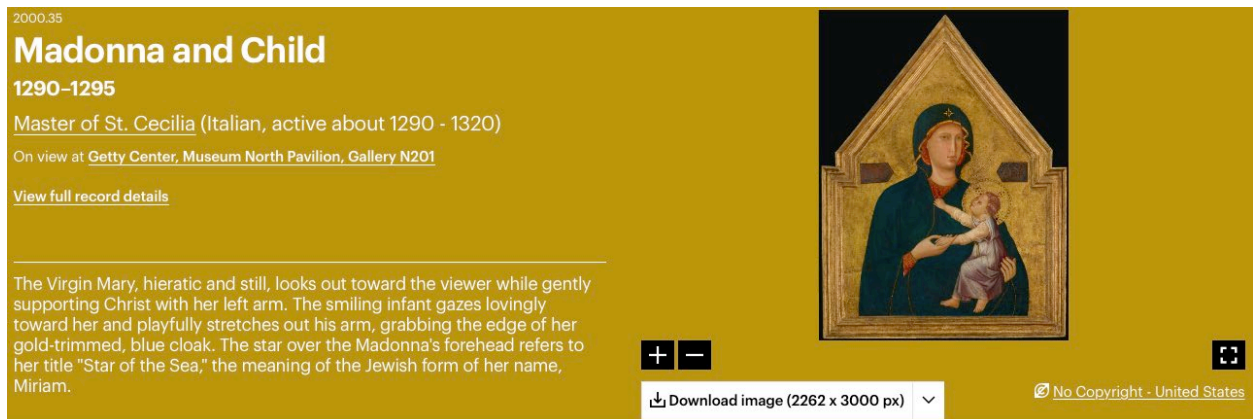 2000.35
Madonna and Child
1290–1295
Master of St. Cecilia (Italian, active about 1290 - 1320)
On view at Getty Center, Museum North Pavilion, Gallery N201
View full record details
The Virgin Mary, hieratic and still, looks out toward the viewer while gently
supporting Christ with her left arm. The smiling infant gazes lovingly
toward her and playfully stretches out his arm, grabbing the edge of her
gold-trimmed, blue cloak. The star over the Madonna's forehead refers to
her title "Star of the Sea," the meaning of the Jewish form of her name,
Miriam.
Download image (2262 x 3000 px)
No Copyright - United States